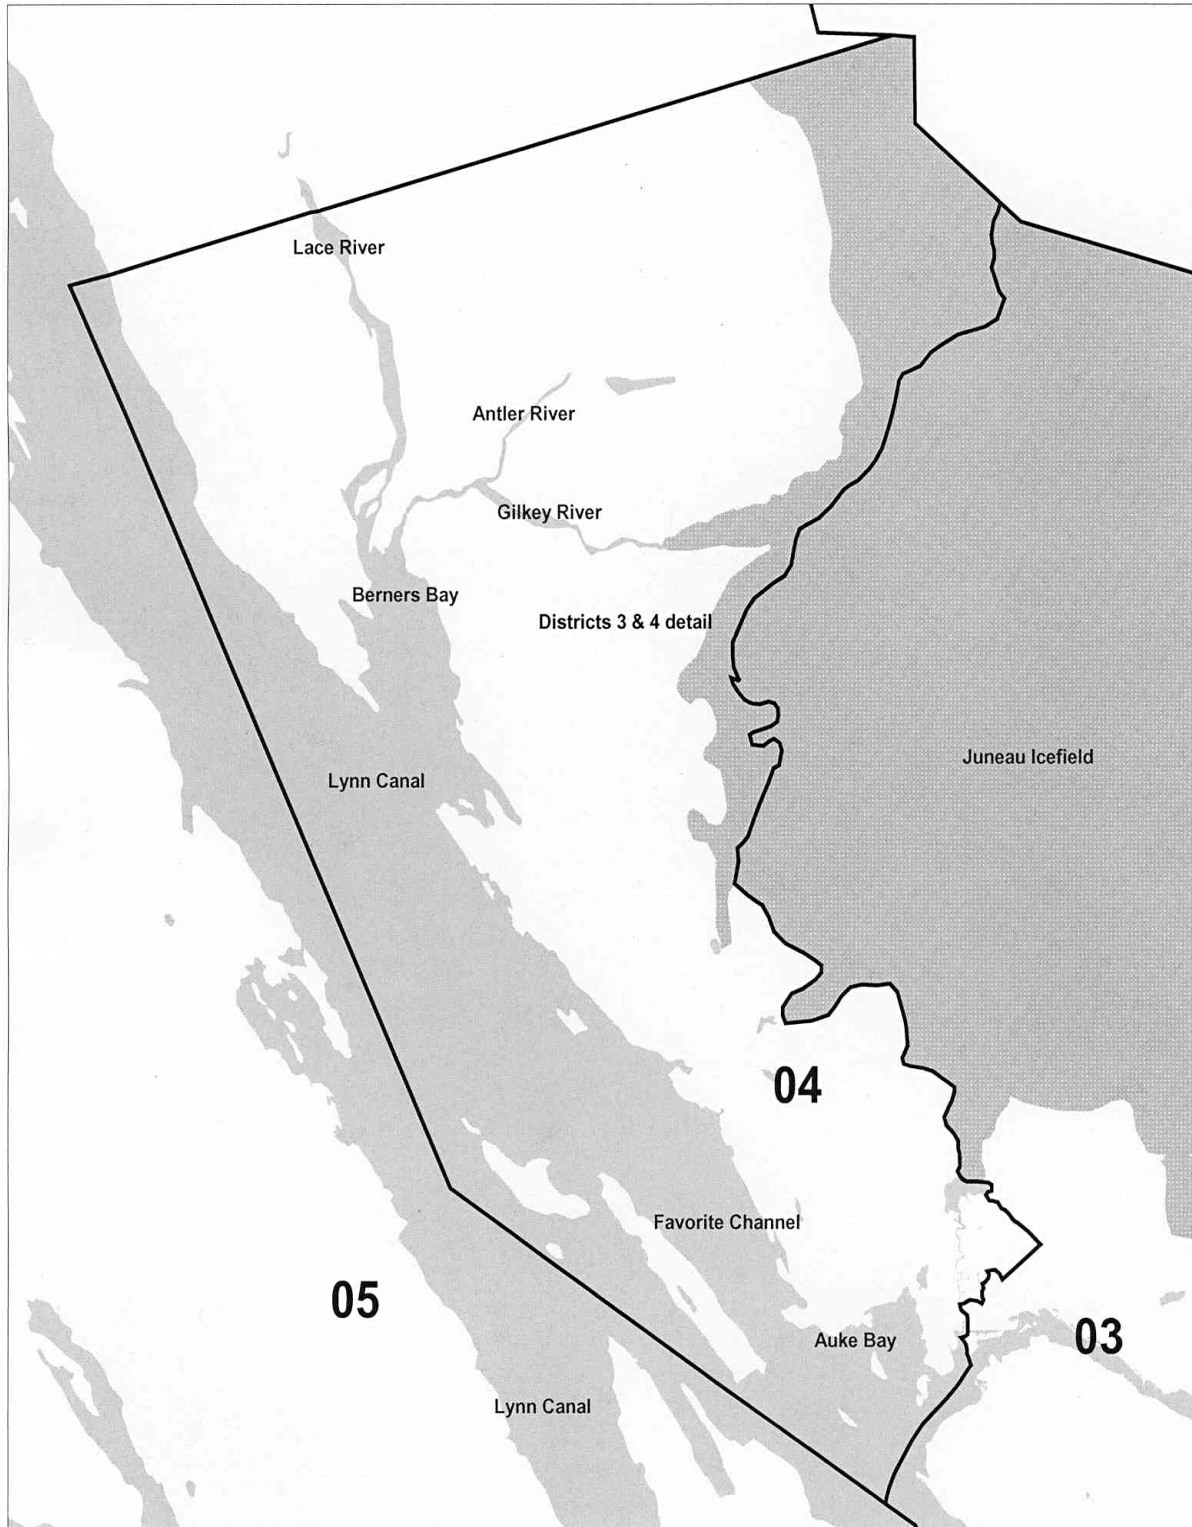 Lace River
Antler River
Gilkey River
Berners Bay
Districts 3 & 4 detail
Juneau Icefield
Lynn Canal
04
Favorite Channel
05
Auke Bay
03
Lynn Canal